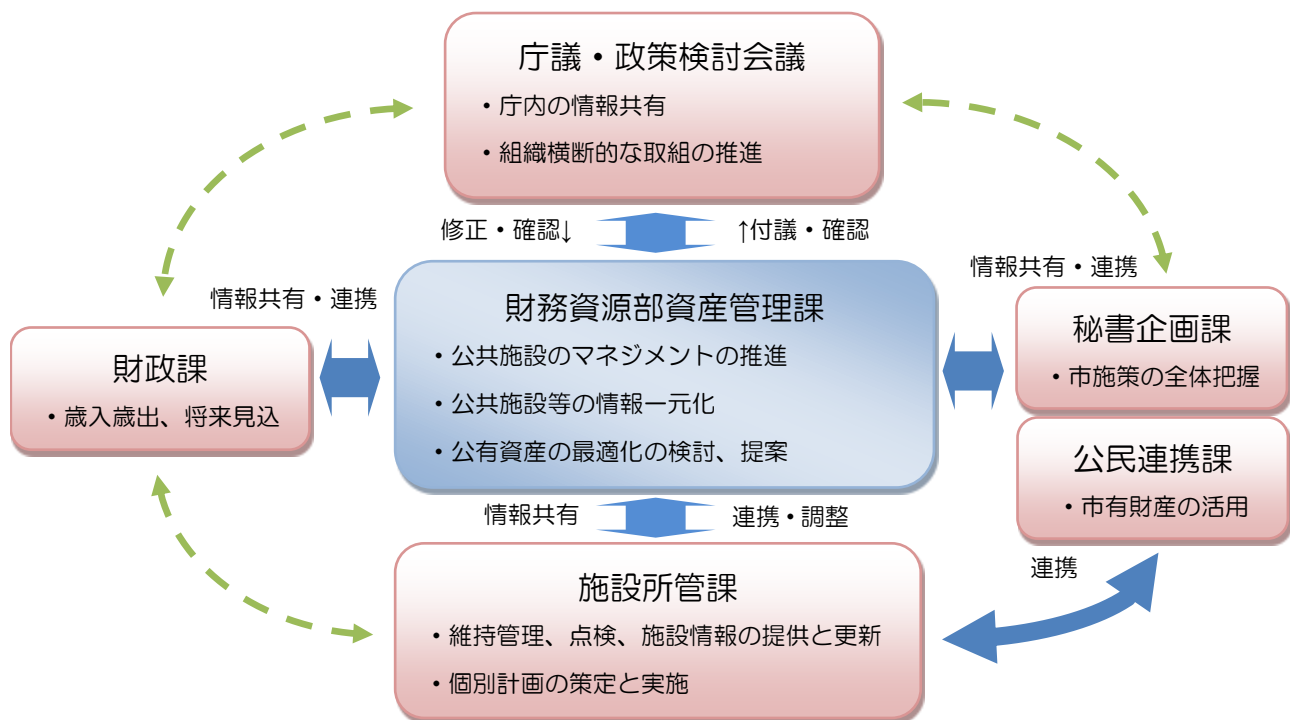 庁議・政策検討会議
・庁内の情報共有
・組織横断的な取組の推進
修正・確認↓
↑付議・確認
情報共有・連携
財務資源部資産管理課
・公共施設のマネジメントの推進
・公共施設等の情報一元化
・公有資産の最適化の検討、提案
情報共有・連携
財政課
・歳入歳出、将来見込
秘書企画課
・市施策の全体把握
公民連携課
・市有財産の活用
情報共有
連携・調整
連携
施設所管課
・維持管理、点検、施設情報の提供と更新
・個別計画の策定と実施